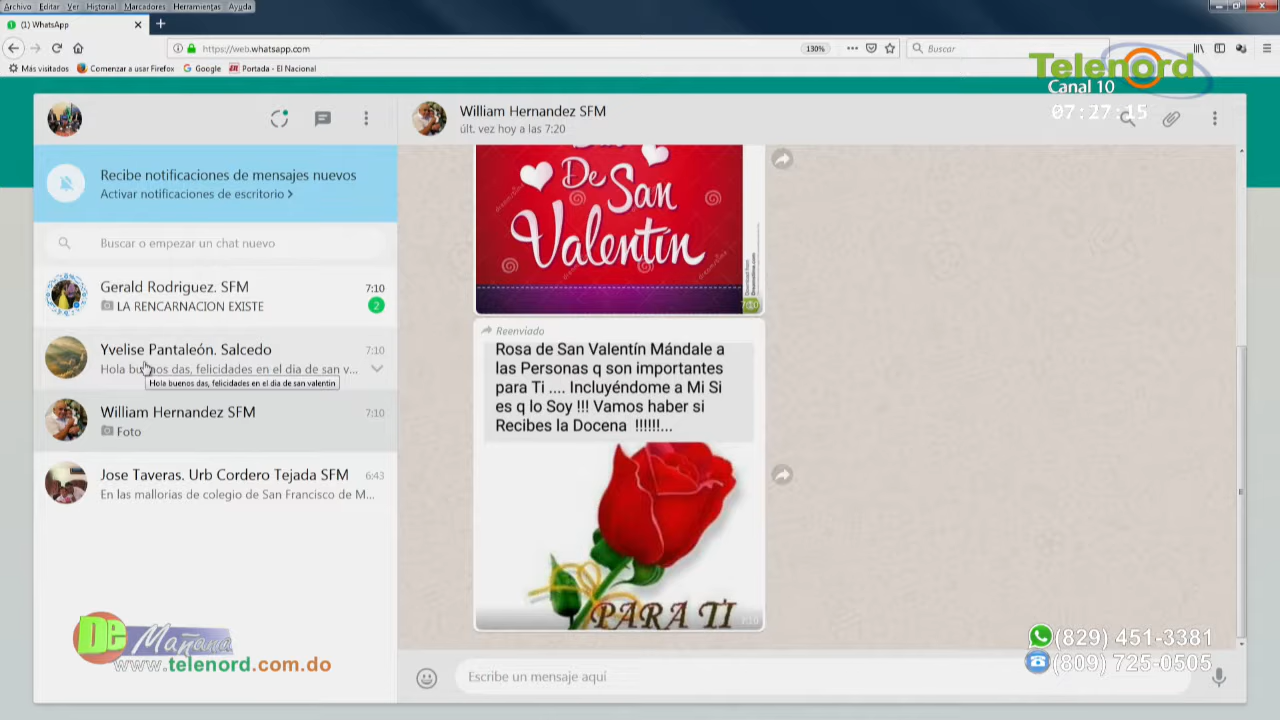 Archivo Editar Ver Historial Marcadores Herramientas Ayuda
(1) WhatsApp
https://web.whatsapp.com
130%
Buscar
Más visitados Comenzar a usar Firefox Google Portada - El Nacional
Telenord
Canal 10
07:27:15
William Hernandez SFM
últ. vez hoy a las 7:20
Recibe notificaciones de mensajes nuevos
Activar notificaciones de escritorio
Buscar o empezar un chat nuevo
Gerald Rodriguez. SFM 7:10
LA RENCARNACION EXISTE 2
Yvelise Pantaleón. Salcedo 7:10
Hola buenos das, felicidades en el dia de san v...
Hola buenos das, felicidades en el dia de san valentin
William Hernandez SFM 7:10
Foto
Jose Taveras. Urb Cordero Tejada SFM 6:43
En las mallorias de colegio de San Francisco de M...
De San
Valentín
7:10
Reenviado
Rosa de San Valentín Mándale a
las Personas q son importantes
para Ti .... Incluyéndome a Mi Si
es q lo Soy !!! Vamos haber si
Recibes la Docena !!!!!!...
PARA TI
7:10
Escribe un mensaje aquí
De Mañana
www.telenord.com.do
(829) 451-3381
(809) 725-0505